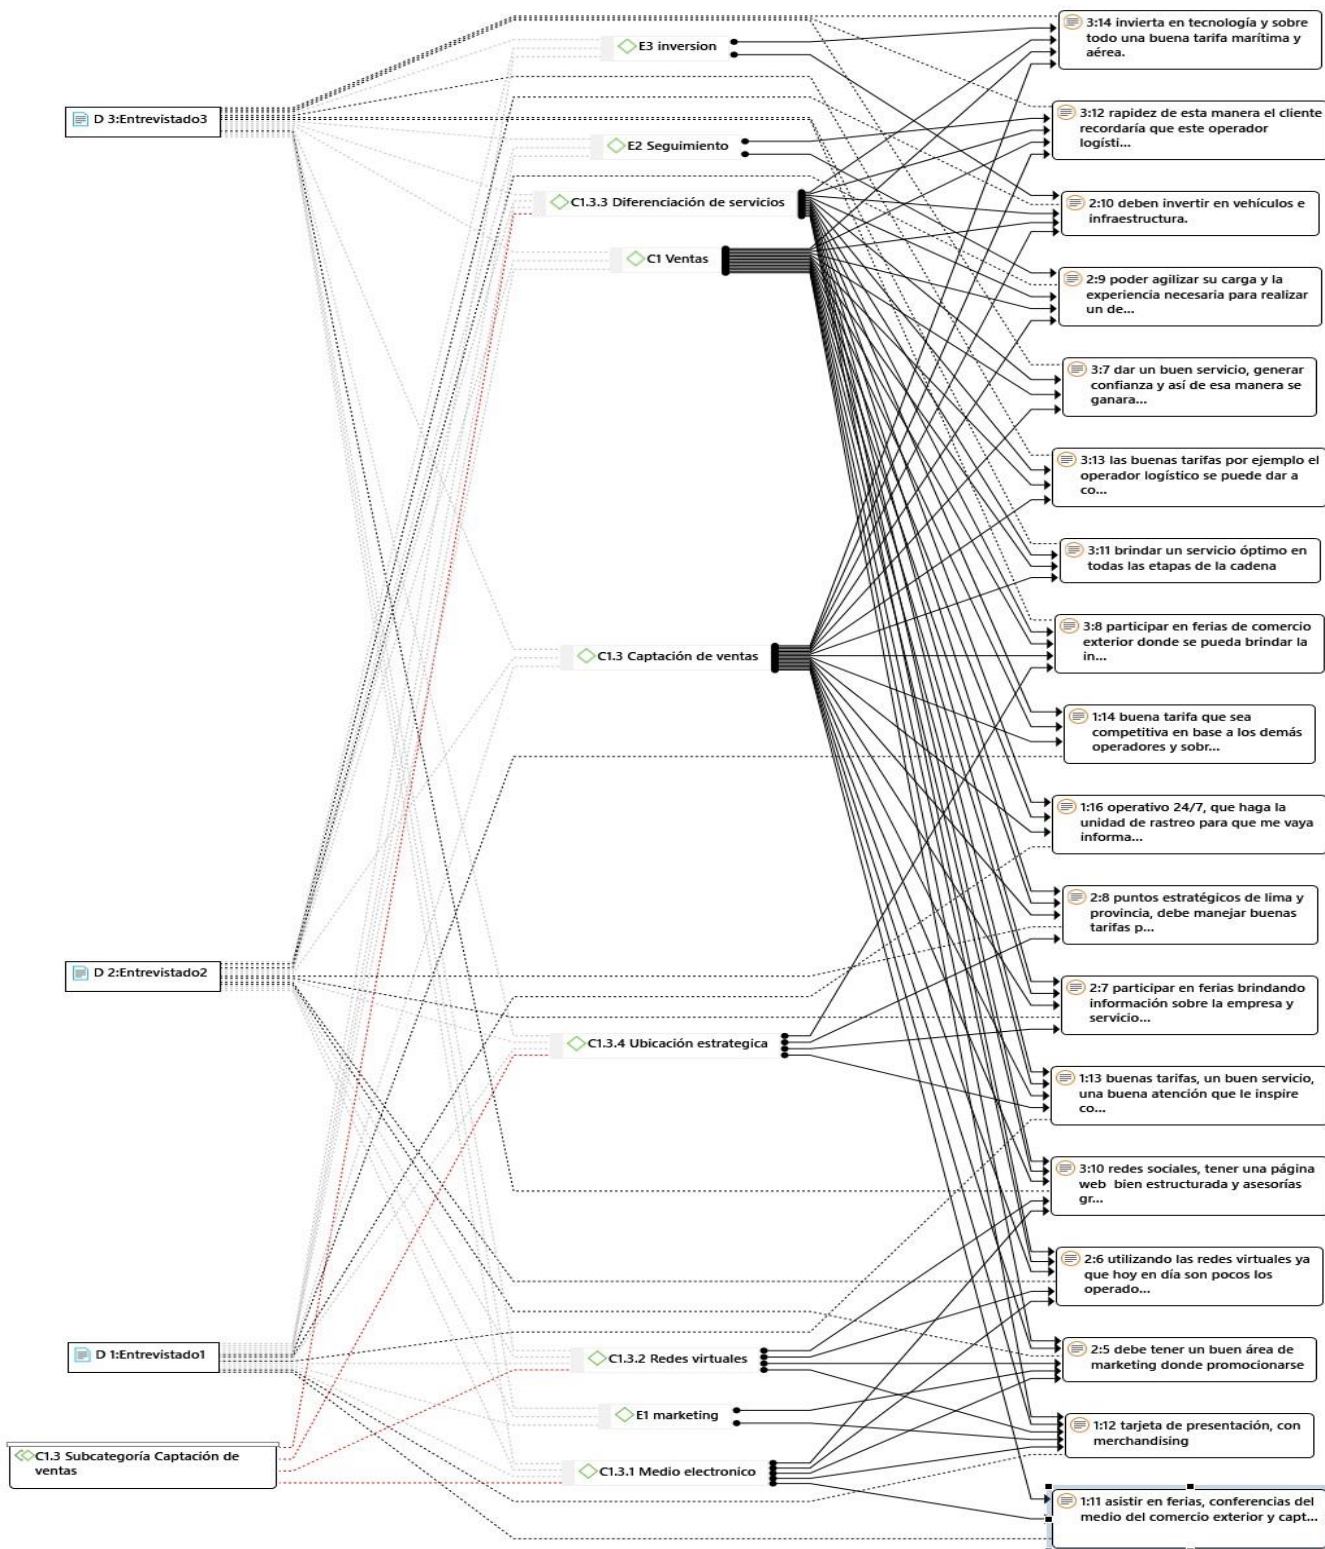 D 3:Entrevistado3
D 2:Entrevistado2
D 1:Entrevistado1
C1.3 Subcategoría Captación de
ventas
E3 inversion
E2 Seguimiento
C1.3.3 Diferenciación de servicios
C1 Ventas
C1.3 Captación de ventas
C1.3.4 Ubicación estrategica
C1.3.2 Redes virtuales
E1 marketing
C1.3.1 Medio electronico
3:14 invierta en tecnología y sobre
todo una buena tarifa marítima y
aérea.
3:12 rapidez de esta manera el cliente
recordaría que este operador
logísti...
2:10 deben invertir en vehículos e
infraestructura.
2:9 poder agilizar su carga y la
experiencia necesaria para realizar
un de...
3:7 dar un buen servicio, generar
confianza y así de esa manera se
ganara...
3:13 las buenas tarifas por ejemplo el
operador logístico se puede dar a
co...
3:11 brindar un servicio óptimo en
todas las etapas de la cadena
3:8 participar en ferias de comercio
exterior donde se pueda brindar la
in...
1:14 buena tarifa que sea
competitiva en base a los demás
operadores y sobr...
1:16 operativo 24/7, que haga la
unidad de rastreo para que me vaya
informa...
2:8 puntos estratégicos de lima y
provincia, debe manejar buenas
tarifas p...
2:7 participar en ferias brindando
información sobre la empresa y
servicio...
1:13 buenas tarifas, un buen servicio,
una buena atención que le inspire
co...
3:10 redes sociales, tener una página
web bien estructurada y asesorías
gr...
2:6 utilizando las redes virtuales ya
que hoy en día son pocos los
operado...
2:5 debe tener un buen área de
marketing donde promocionarse
1:12 tarjeta de presentación, con
merchandising
1:11 asistir en ferias, conferencias del
medio del comercio exterior y capt...